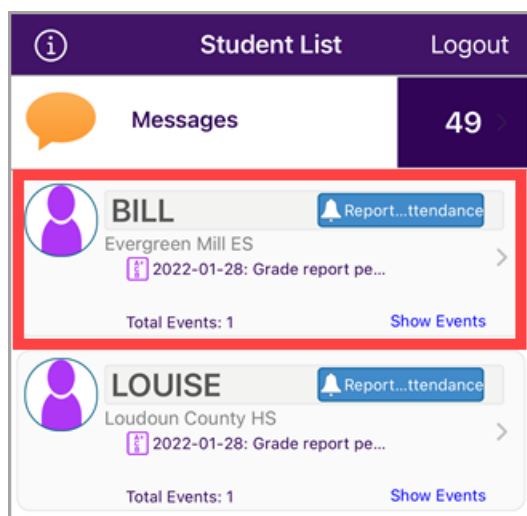 Student List Logout
Messages 49
BILL Report...ttendance
Evergreen Mill ES
2022-01-28: Grade report pe...
Total Events: 1 Show Events
LOUISE Report...ttendance
Loudoun County HS
2022-01-28: Grade report pe...
Total Events: 1 Show Events